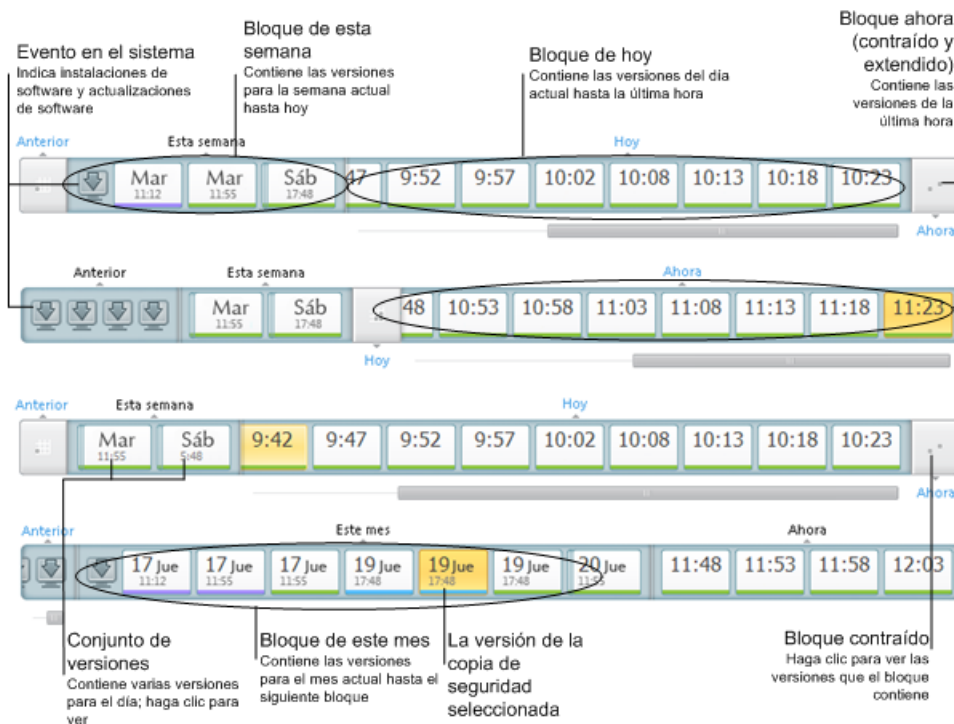 Evento en el sistema
Indica instalaciones de
software y actualizaciones
de software
Bloque de esta
semana
Contiene las versiones
para la semana actual
hasta hoy
Bloque de hoy
Contiene las versiones del día
actual hasta la última hora
Bloque ahora
(contraído y
extendido)
Contiene las
versiones de la
última hora
Anterior Esta semana Hoy
Mar Mar Sáb 47 9:52 9:57 10:02 10:08 10:13 10:18 10:23
11:12 11:55 17:48
Ahora
Anterior Esta semana Ahora
Mar Sáb 48 10:53 10:58 11:03 11:08 11:13 11:18 11:23
11:55 17:48
Hoy
Anterior Esta semana Hoy
Mar Sáb 9:42 9:47 9:52 9:57 10:02 10:08 10:13 10:18 10:23
11:55 5:48
Ahora
Anterior Este mes Ahora
17 Jue 17 Jue 17 Jue 19 Jue 19 Jue 19 Jue 20 Jue 11:48 11:53 11:58 12:03
11:12 11:55 11:55 17:48 17:48 17:48 11:55
Conjunto de
versiones
Contiene varias versiones
para el día; haga clic para
ver
Bloque de este mes
Contiene las versiones
para el mes actual hasta el
siguiente bloque
La versión de la
copia de
seguridad
seleccionada
Bloque contraído
Haga clic para ver las
versiones que el bloque
contiene